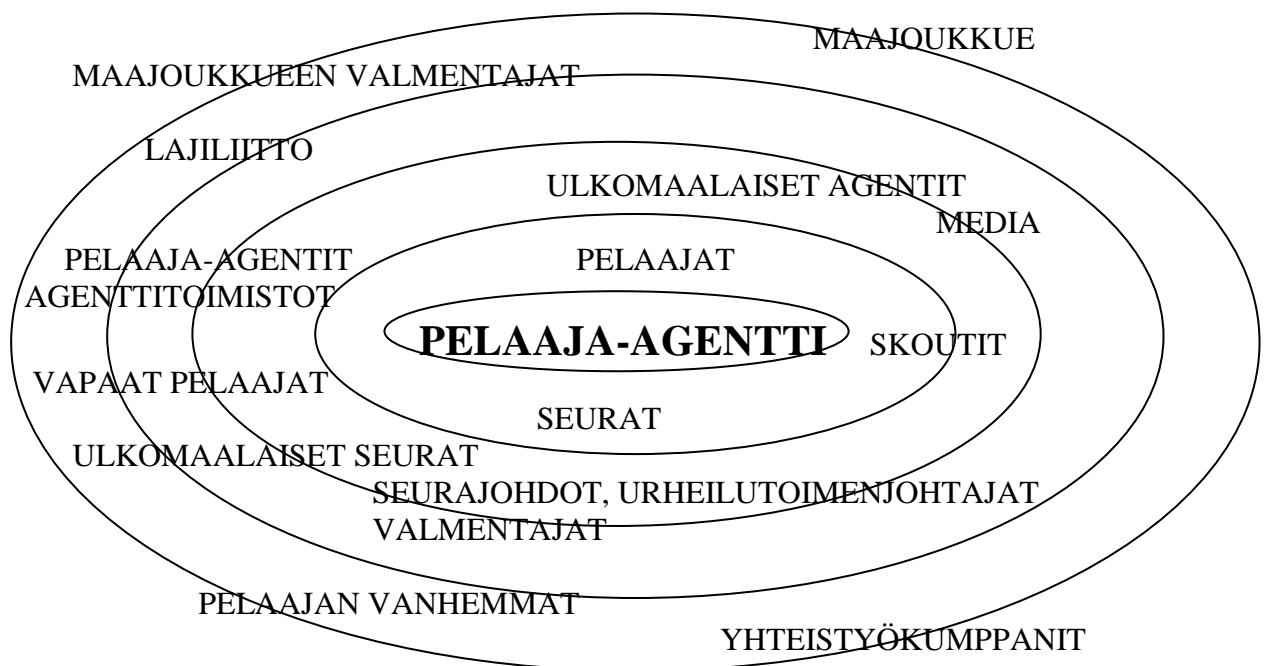 MAAJOUKKUE
MAAJOUKKUEEN VALMENTAJAT
LAJILIITTO
ULKOMAALAISET AGENTIT
MEDIA
PELAAJA-AGENTIT
PELAAJAT
AGENTTITOIMISTOT
PELAAJA-AGENTTI
SKOUTIT
VAPAAT PELAAJAT
SEURAT
ULKOMAALAISET SEURAT
SEURAJOHDOT, URHEILUTOIMENJOHTAJAT
VALMENTAJAT
PELAAJAN VANHEMMAT
YHTEISTYÖKUMPPANIT